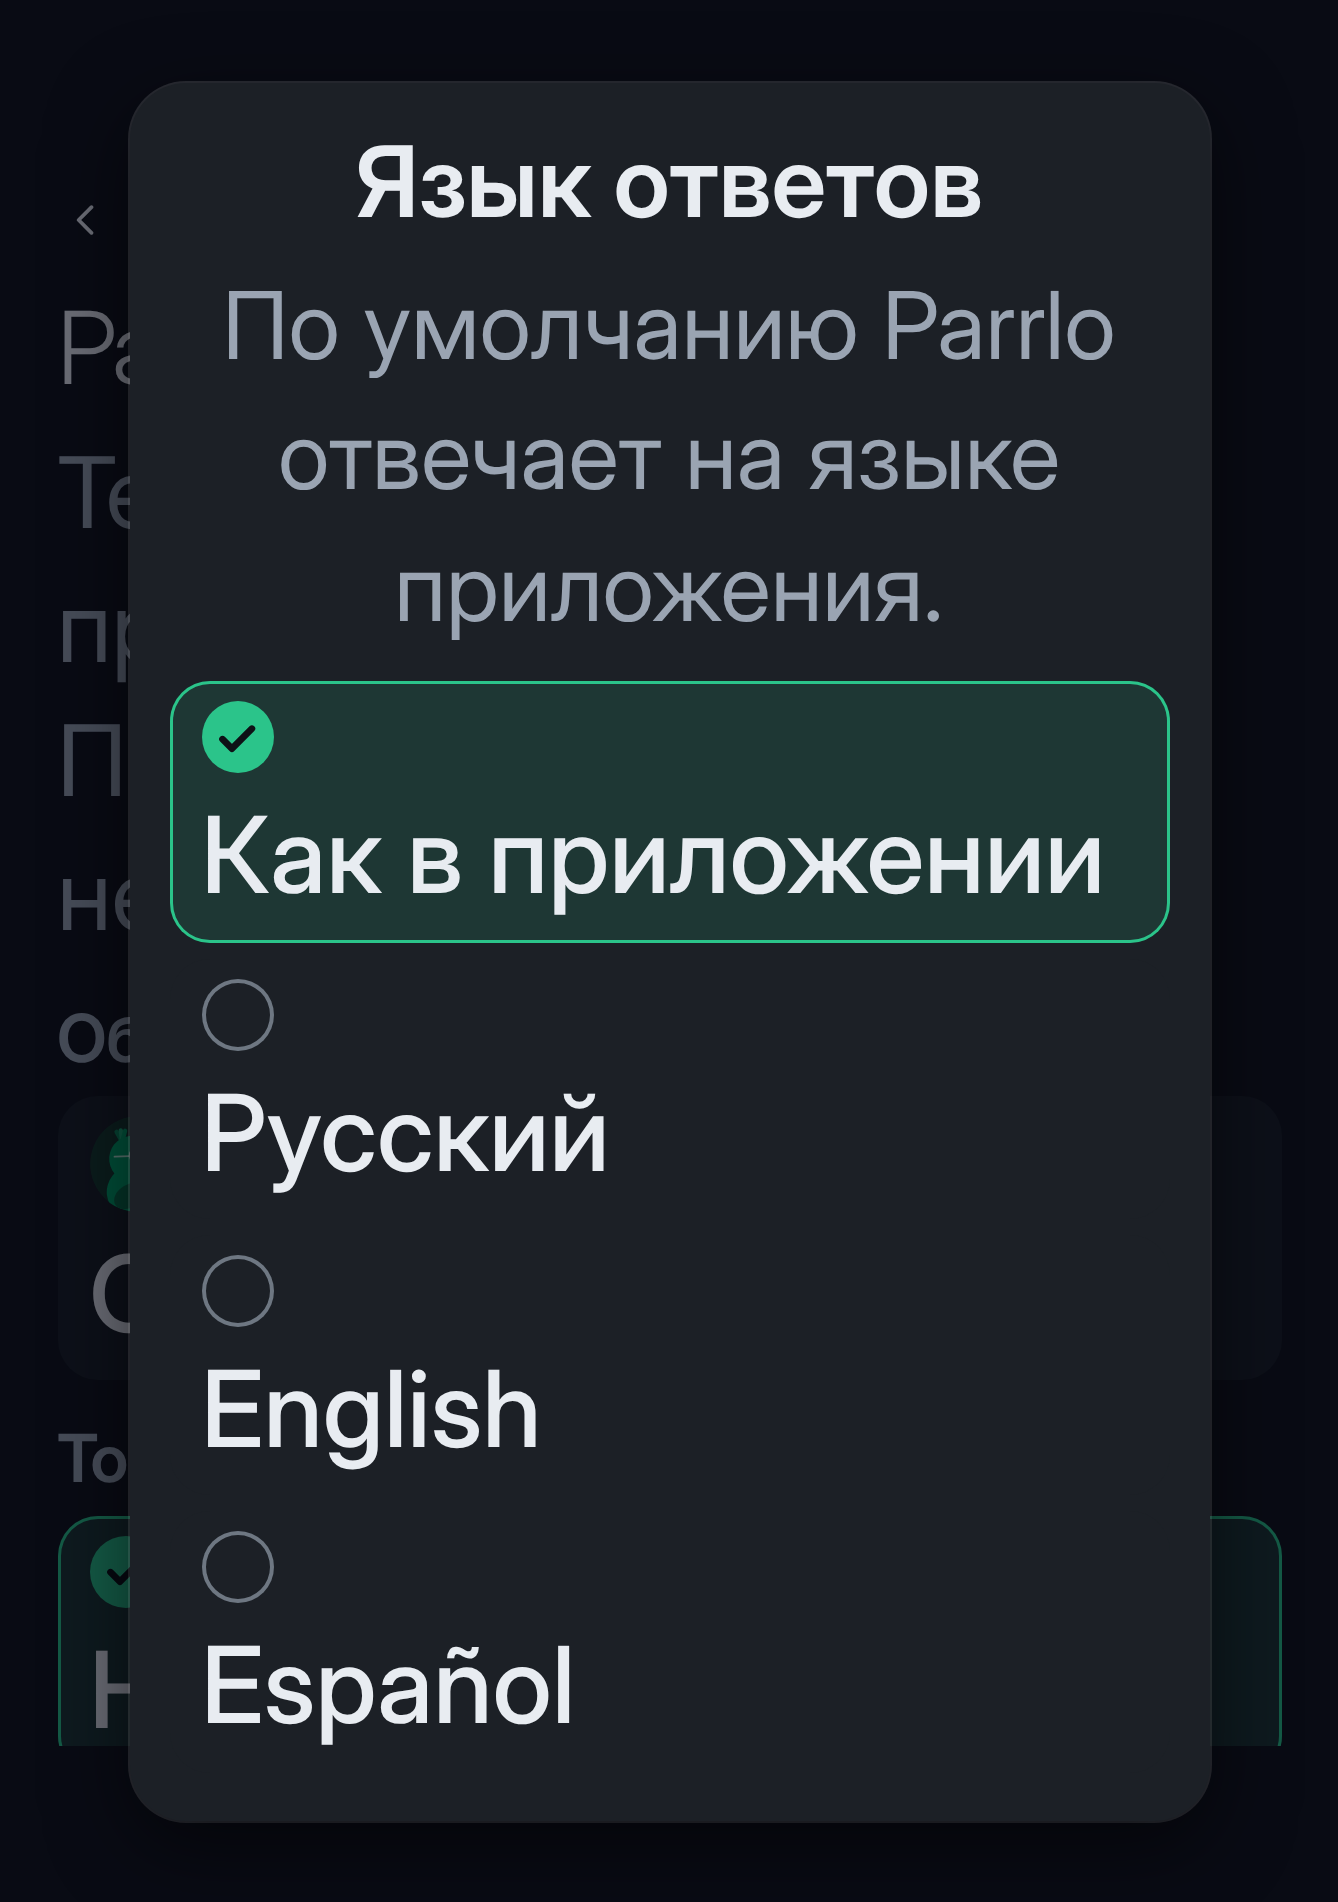 Язык ответов
По умолчанию Parrlo
отвечает на языке
приложения.
Как в приложении
Русский
English
Español